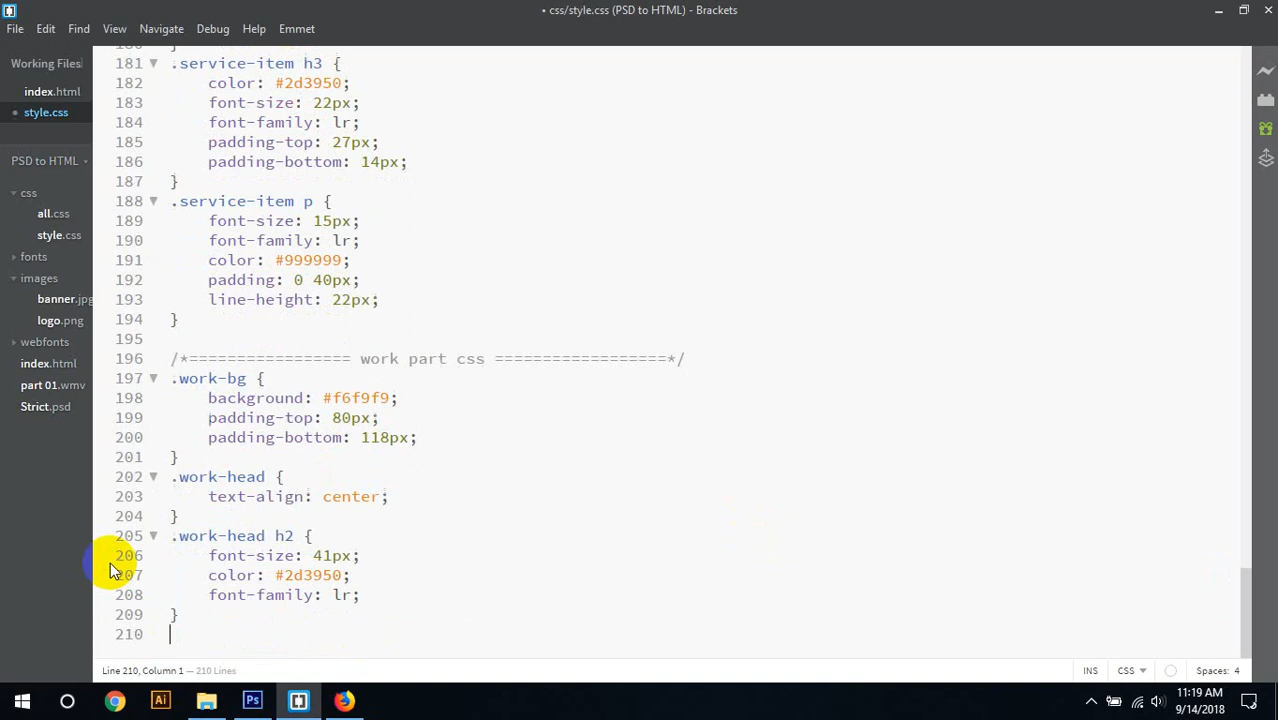 • css/style.css (PSD to HTML) - Brackets
File Edit Find View Navigate Debug Help Emmet
Working Files
index.html
• style.css
PSD to HTML
css
all.css
style.css
fonts
images
banner.jpg
logo.png
webfonts
index.html
part 01.wmv
Strict.psd
181 .service-item h3 {
182 color: #2d3950;
183 font-size: 22px;
184 font-family: lr;
185 padding-top: 27px;
186 padding-bottom: 14px;
187 }
188 .service-item p {
189 font-size: 15px;
190 font-family: lr;
191 color: #999999;
192 padding: 0 40px;
193 line-height: 22px;
194 }
195
196 /*================= work part css ==================*/
197 .work-bg {
198 background: #f6f9f9;
199 padding-top: 80px;
200 padding-bottom: 118px;
201 }
202 .work-head {
203 text-align: center;
204 }
205 .work-head h2 {
206 font-size: 41px;
207 color: #2d3950;
208 font-family: lr;
209 }
210
Line 210, Column 1 — 210 Lines
INS CSS Spaces: 4
Ai Ps
11:19 AM
9/14/2018